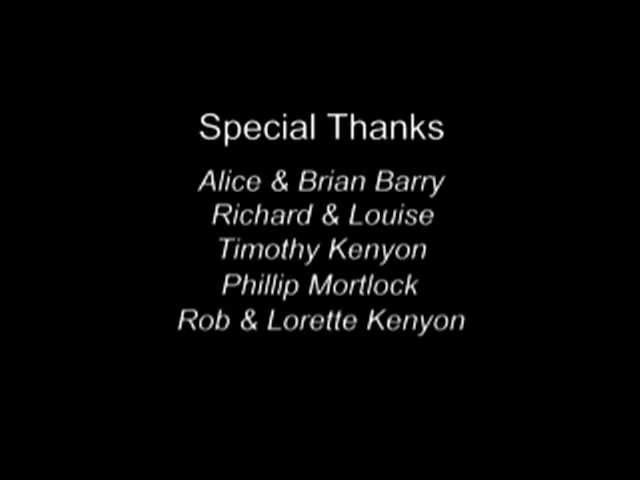 Special Thanks
Alice & Brian Barry
Richard & Louise
Timothy Kenyon
Phillip Mortlock
Rob & Lorette Kenyon